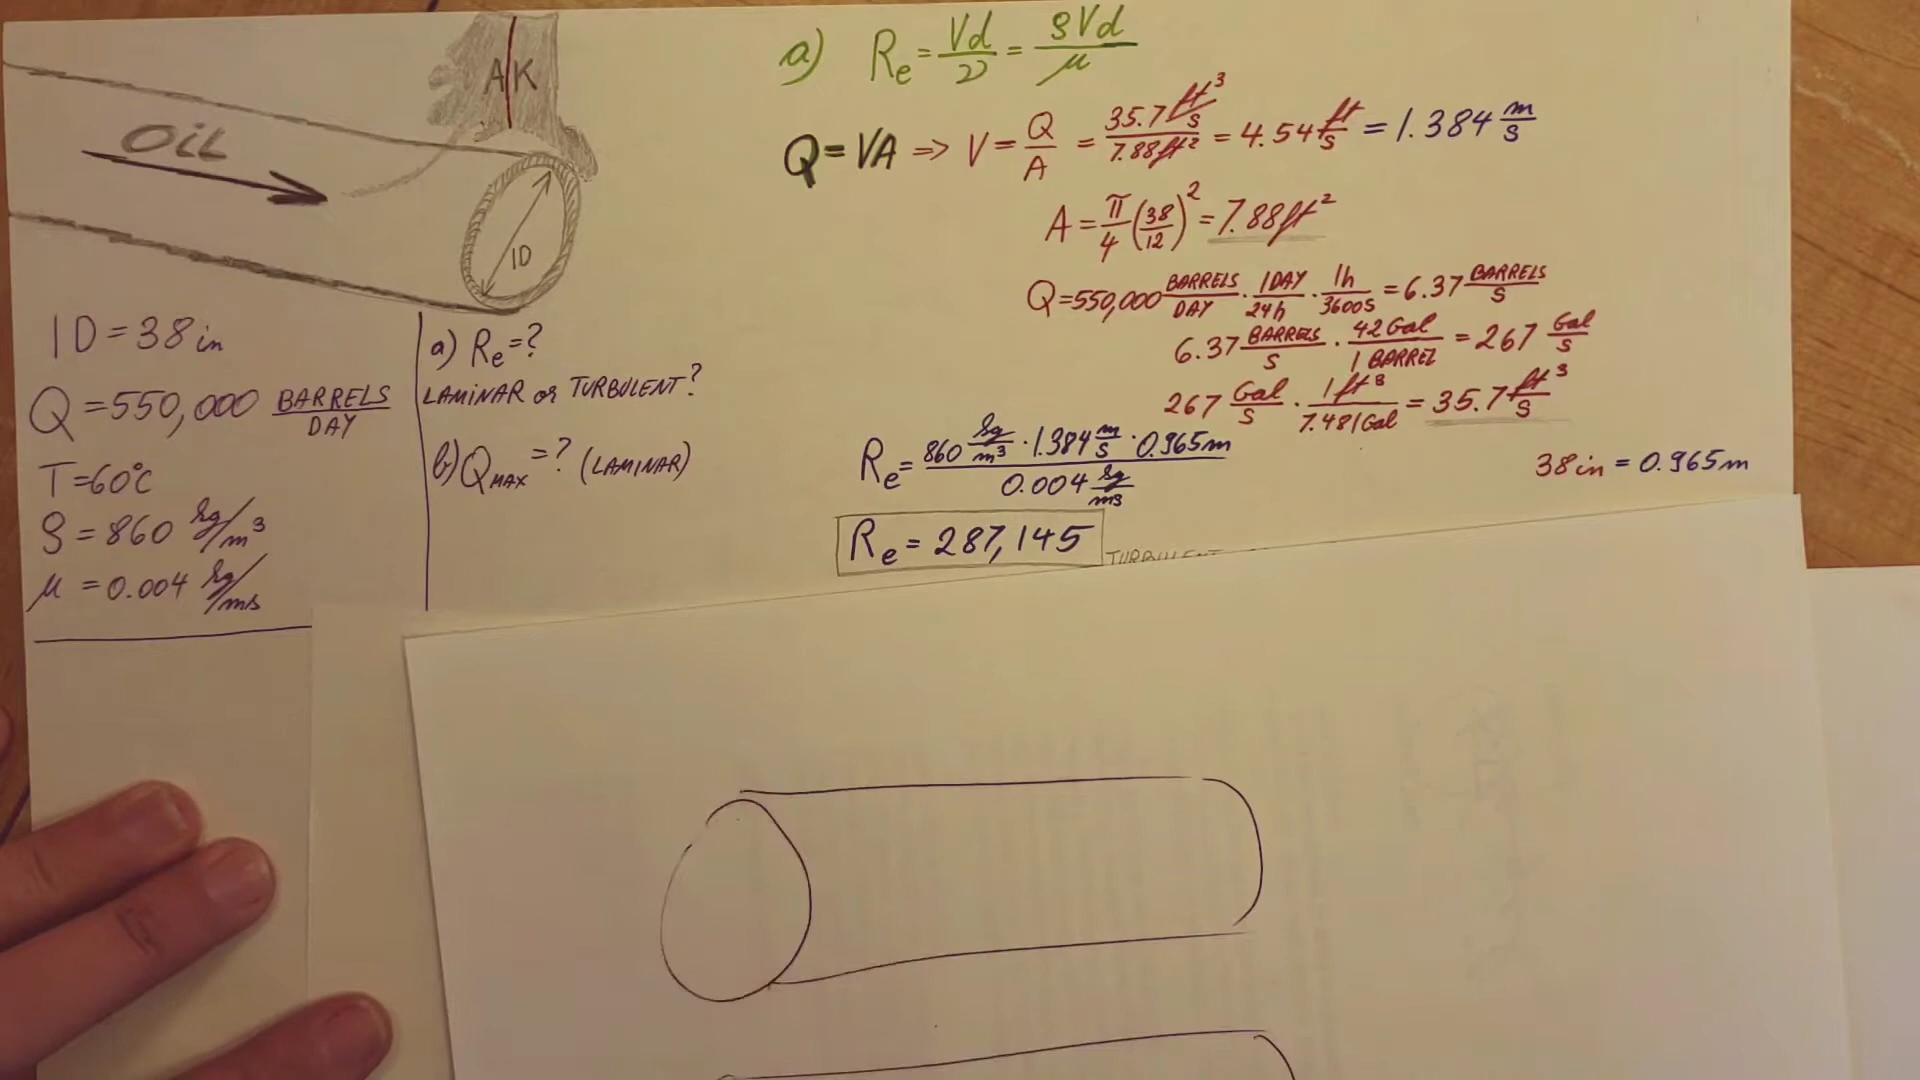 A|K
OIL
ID
ID = 38 in
Q = 550,000 BARRELS/DAY
T = 60°C
ρ = 860 kg/m³
μ = 0.004 kg/ms
a) Re = ?
LAMINAR or TURBULENT?
b) QMAX = ? (LAMINAR)
a) Re = Vd/ν = ρVd/μ
Q = VA => V = Q/A = 35.7 ft³/s / 7.88 ft² = 4.54 ft/s = 1.384 m/s
A = π/4 (38/12)² = 7.88 ft²
Q = 550,000 BARRELS/DAY · 1 DAY/24h · 1h/3600s = 6.37 BARRELS/s
6.37 BARRELS/s · 42 Gal/1 BARREL = 267 Gal/s
267 Gal/s · 1 ft³/7.481 Gal = 35.7 ft³/s
Re = 860 kg/m³ · 1.384 m/s · 0.965 m / 0.004 kg/ms
38 in = 0.965 m
Re = 287,145 TURBULENT